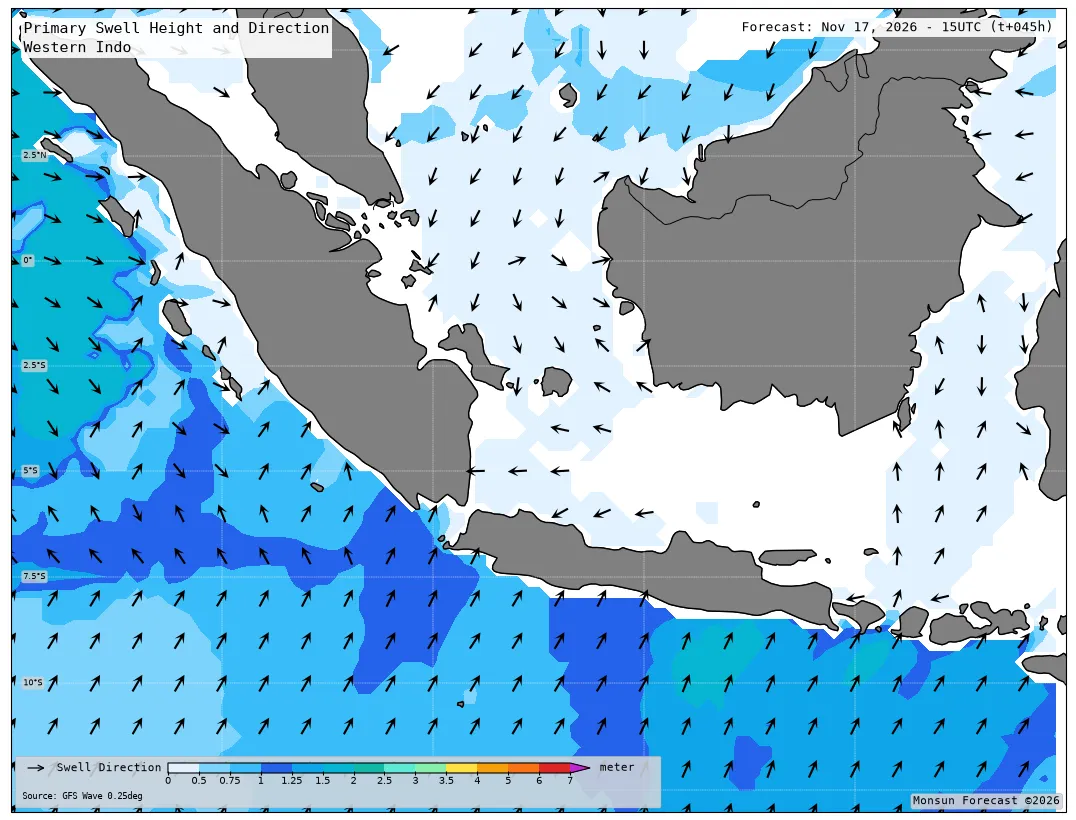 Primary Swell Height and Direction
Western Indo
Forecast: Nov 17, 2026 - 15UTC (t+045h)
2.5°N
0°
2.5°S
5°S
7.5°S
10°S
Swell Direction
0 0.5 0.75 1 1.25 1.5 2 2.5 3 3.5 4 5 6 7
meter
Source: GFS Wave 0.25deg
Monsun Forecast ©2026